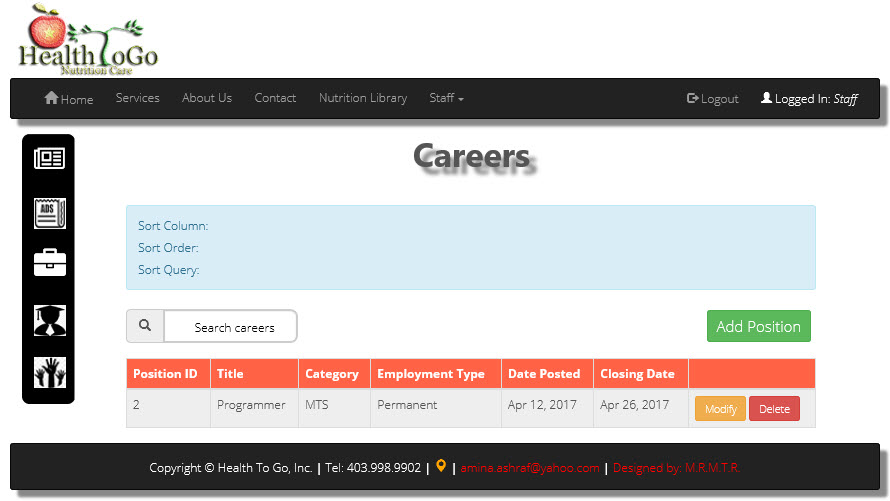 HealthToGo
Nutrition Care
Home Services About Us Contact Nutrition Library Staff Logout Logged In: Staff
Careers
ADS
Sort Column:
Sort Order:
Sort Query:
Search careers Add Position
Position ID Title Category Employment Type Date Posted Closing Date
2 Programmer MTS Permanent Apr 12, 2017 Apr 26, 2017 Modify Delete
Copyright © Health To Go, Inc. | Tel: 403.998.9902 | | amina.ashraf@yahoo.com | Designed by: M.R.M.T.R.